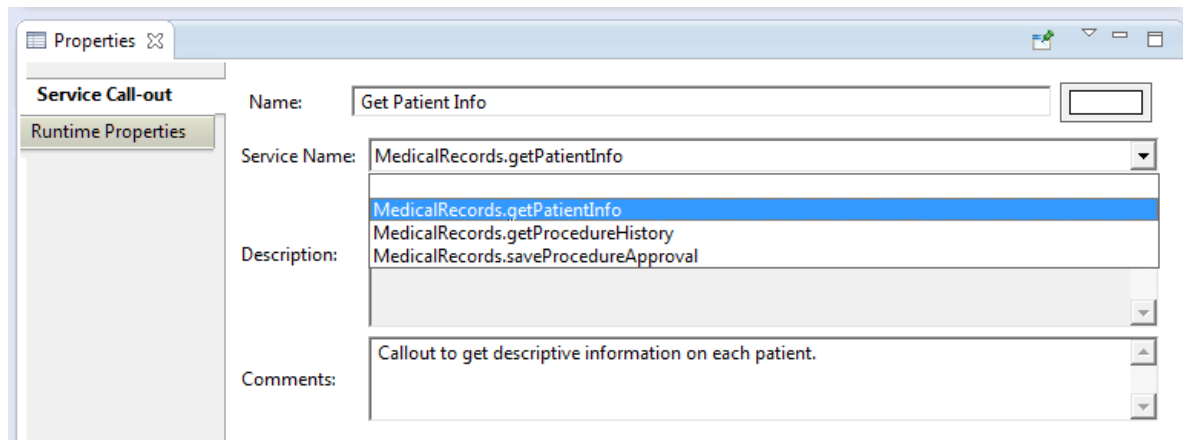 Properties
Service Call-out
Runtime Properties
Name: Get Patient Info
Service Name: MedicalRecords.getPatientInfo
MedicalRecords.getPatientInfo
MedicalRecords.getProcedureHistory
MedicalRecords.saveProcedureApproval
Description:
Callout to get descriptive information on each patient.
Comments: